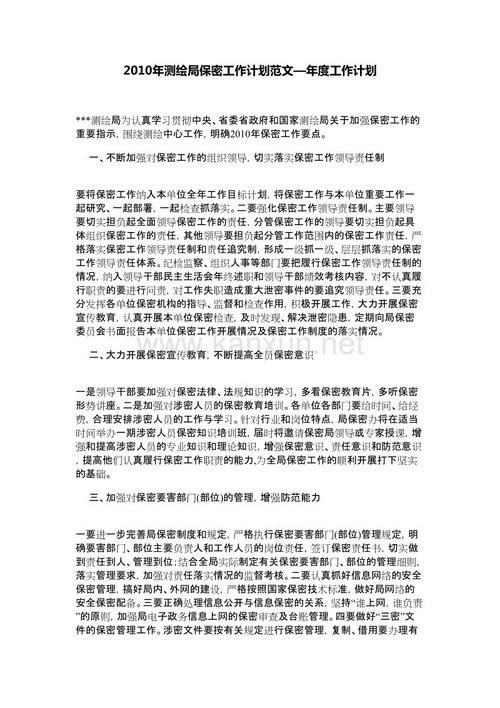 2010年测绘局保密工作计划范文—年度工作计划
***测绘局为认真学习贯彻中央、省委省政府和国家测绘局关于加强保密工作的
重要指示，围绕测绘中心工作，明确2010年保密工作要点。
一、不断加强对保密工作的组织领导，切实落实保密工作领导责任制
要将保密工作纳入本单位全年工作目标计划，将保密工作与本单位重要工作一
起研究、一起部署，一起检查抓落实。二要强化保密工作领导责任制。主要领导
要切实担负起全面领导保密工作的责任，分管保密工作的领导要切实担负起具
体组织保密工作的责任，其他领导要担负起分管工作范围内的保密工作责任，严
格落实保密工作领导责任制和责任追究制，形成一级抓一级、层层抓落实的保密
工作领导责任体系。纪检监察、组织人事等部门要把履行保密工作领导责任制的
情况，纳入领导干部民主生活会年终述职和领导干部绩效考核内容，对不认真履
行职责的要进行问责，对工作失职造成重大泄密事件的要追究领导责任。三要充
分发挥各单位保密机构的指导、监督和检查作用，积极开展工作，大力开展保密
宣传教育，认真开展本单位保密检查，及时发现、解决泄密隐患，定期向局保密
委员会书面报告本单位保密工作开展情况及保密工作制度的落实情况。
www.kanxun.net
二、大力开展保密宣传教育，不断提高全员保密意识
一是领导干部要加强对保密法律、法规知识的学习，多看保密教育片，多听保密
形势讲座。二是加强对涉密人员的保密教育培训。各单位各部门要给时间、给经
费，合理安排涉密人员的工作与学习。针对行业和岗位特点，局保密办将在适当
时间举办一期涉密人员保密知识培训班，届时将邀请保密局领导或专家授课，增
强和提高涉密人员的专业知识和理论知识，增强保密意识、责任意识和防范意识
，提高他们认真履行保密工作职责的能力，为全局保密工作的顺利开展打下坚实
的基础。
三、加强对保密要害部门(部位)的管理，增强防范能力
一要进一步完善局保密制度和规定，严格执行保密要害部门(部位)管理规定，明
确要害部门、部位主要负责人和工作人员的岗位责任，签订保密责任书，切实做
到责任到人、管理到位；结合全局实际制定有关保密要害部门、部位的管理细则，
落实管理要求，加强对责任落实情况的监督考核。二要认真抓好信息网络的安全
保密管理，搞好局内、外网的建设，严格按照国家保密技术标准，做好局网络的
安全保密配备。三要正确处理信息公开与信息保密的关系，坚持“谁上网，谁负责
”的原则，加强局电子政务信息上网的保密审查及台账管理。四要做好“三密”文
件的保密管理工作。涉密文件要按有关规定进行保密管理，复制、借用要办理有